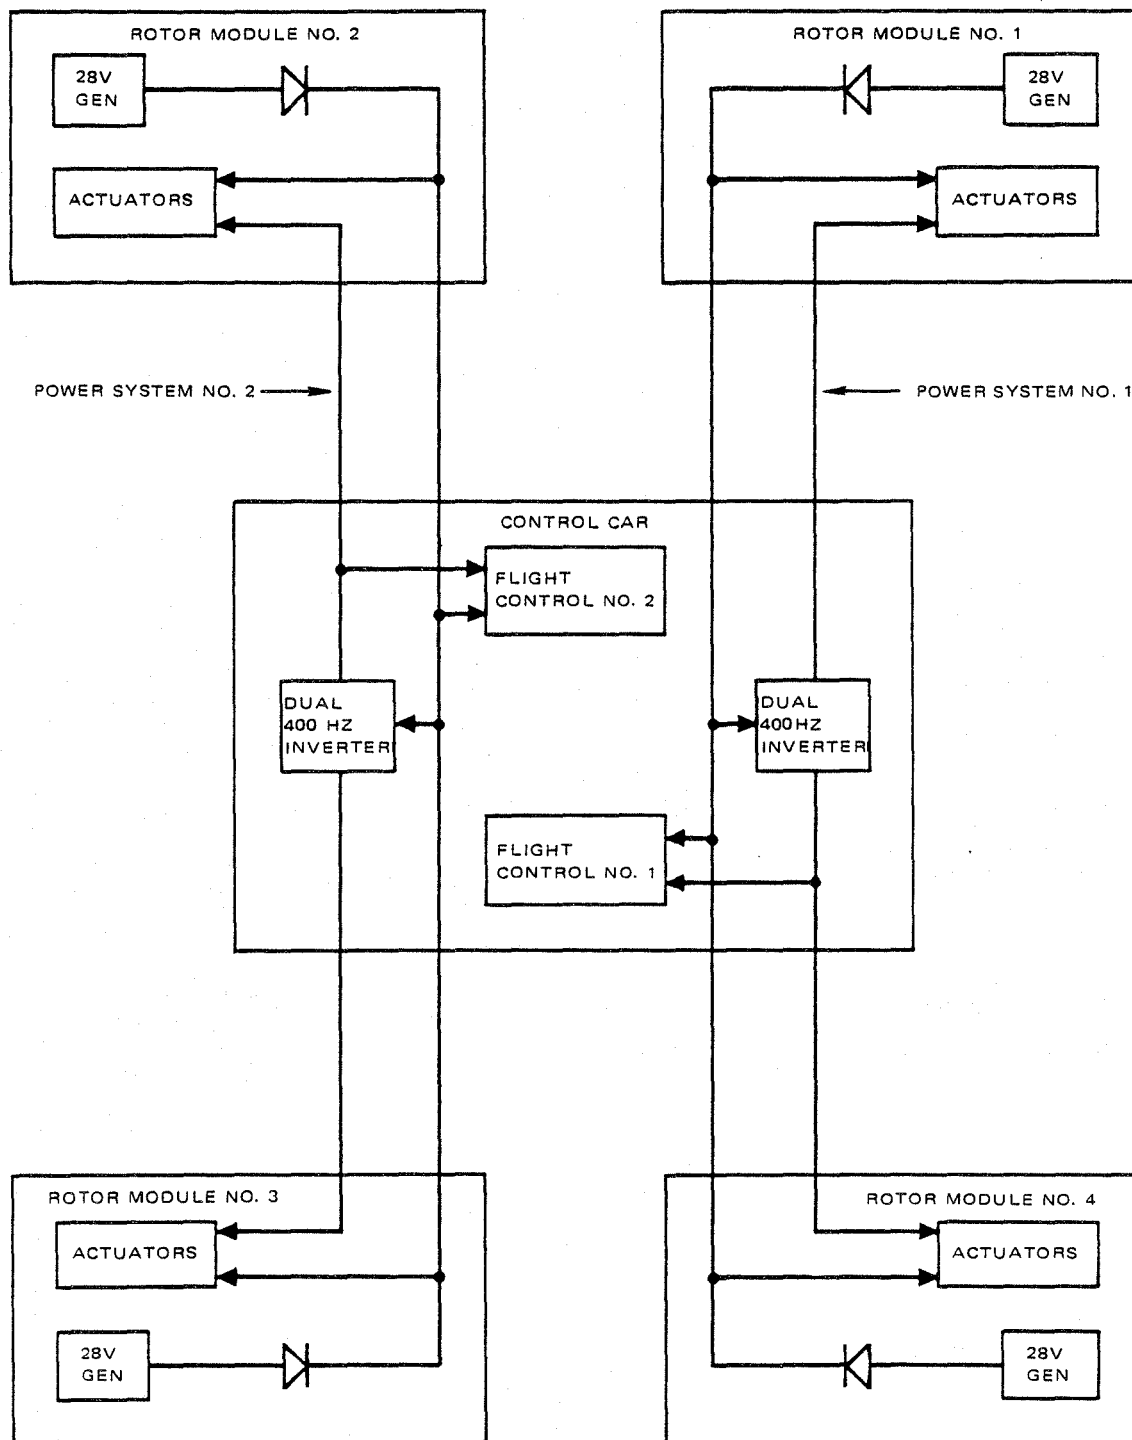 ROTOR MODULE NO. 2
28V
GEN
ACTUATORS
ROTOR MODULE NO. 1
28V
GEN
ACTUATORS
POWER SYSTEM NO. 2
POWER SYSTEM NO. 1
CONTROL CAR
FLIGHT
CONTROL NO. 2
DUAL
400 HZ
INVERTER
DUAL
400HZ
INVERTER
FLIGHT
CONTROL NO. 1
ROTOR MODULE NO. 3
ACTUATORS
28V
GEN
ROTOR MODULE NO. 4
ACTUATORS
28V
GEN